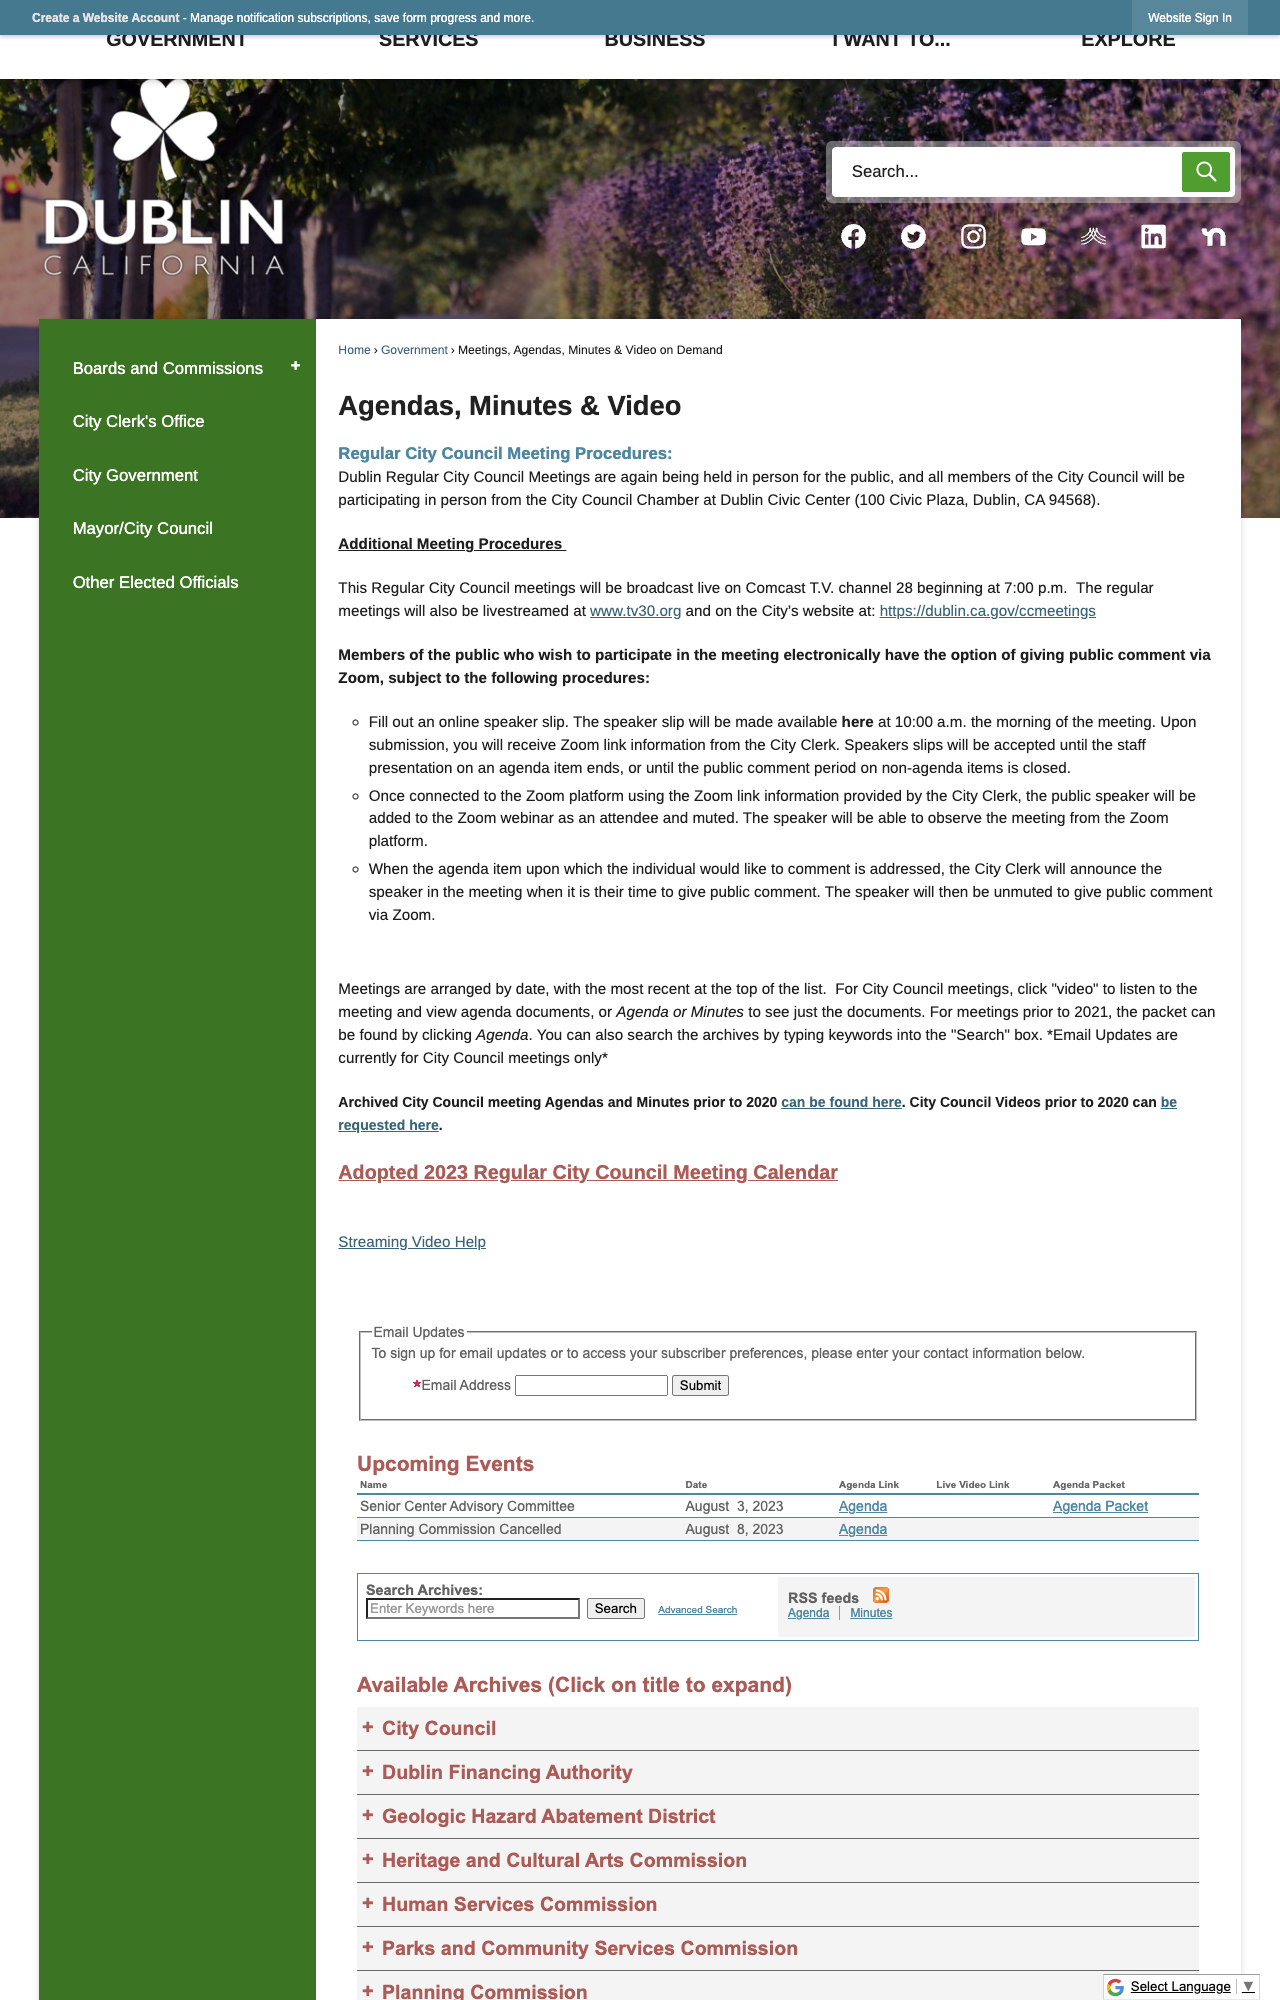 Create a Website Account - Manage notification subscriptions, save form progress and more.
Website Sign In
GOVERNMENT SERVICES BUSINESS I WANT TO... EXPLORE
DUBLIN
CALIFORNIA
Search...
Boards and Commissions
City Clerk's Office
City Government
Mayor/City Council
Other Elected Officials
Home › Government › Meetings, Agendas, Minutes & Video on Demand
Agendas, Minutes & Video
Regular City Council Meeting Procedures:
Dublin Regular City Council Meetings are again being held in person for the public, and all members of the City Council will be
participating in person from the City Council Chamber at Dublin Civic Center (100 Civic Plaza, Dublin, CA 94568).
Additional Meeting Procedures
This Regular City Council meetings will be broadcast live on Comcast T.V. channel 28 beginning at 7:00 p.m. The regular
meetings will also be livestreamed at www.tv30.org and on the City's website at: https://dublin.ca.gov/ccmeetings
Members of the public who wish to participate in the meeting electronically have the option of giving public comment via
Zoom, subject to the following procedures:
Fill out an online speaker slip. The speaker slip will be made available here at 10:00 a.m. the morning of the meeting. Upon
submission, you will receive Zoom link information from the City Clerk. Speakers slips will be accepted until the staff
presentation on an agenda item ends, or until the public comment period on non-agenda items is closed.
Once connected to the Zoom platform using the Zoom link information provided by the City Clerk, the public speaker will be
added to the Zoom webinar as an attendee and muted. The speaker will be able to observe the meeting from the Zoom
platform.
When the agenda item upon which the individual would like to comment is addressed, the City Clerk will announce the
speaker in the meeting when it is their time to give public comment. The speaker will then be unmuted to give public comment
via Zoom.
Meetings are arranged by date, with the most recent at the top of the list. For City Council meetings, click "video" to listen to the
meeting and view agenda documents, or Agenda or Minutes to see just the documents. For meetings prior to 2021, the packet can
be found by clicking Agenda. You can also search the archives by typing keywords into the "Search" box. *Email Updates are
currently for City Council meetings only*
Archived City Council meeting Agendas and Minutes prior to 2020 can be found here. City Council Videos prior to 2020 can be
requested here.
Adopted 2023 Regular City Council Meeting Calendar
Streaming Video Help
Email Updates
To sign up for email updates or to access your subscriber preferences, please enter your contact information below.
*Email Address Submit
Upcoming Events
Name Date Agenda Link Live Video Link Agenda Packet
Senior Center Advisory Committee August 3, 2023 Agenda Agenda Packet
Planning Commission Cancelled August 8, 2023 Agenda
Search Archives:
Enter Keywords here Search Advanced Search
RSS feeds
Agenda | Minutes
Available Archives (Click on title to expand)
+ City Council
+ Dublin Financing Authority
+ Geologic Hazard Abatement District
+ Heritage and Cultural Arts Commission
+ Human Services Commission
+ Parks and Community Services Commission
+ Planning Commission
Select Language ▼